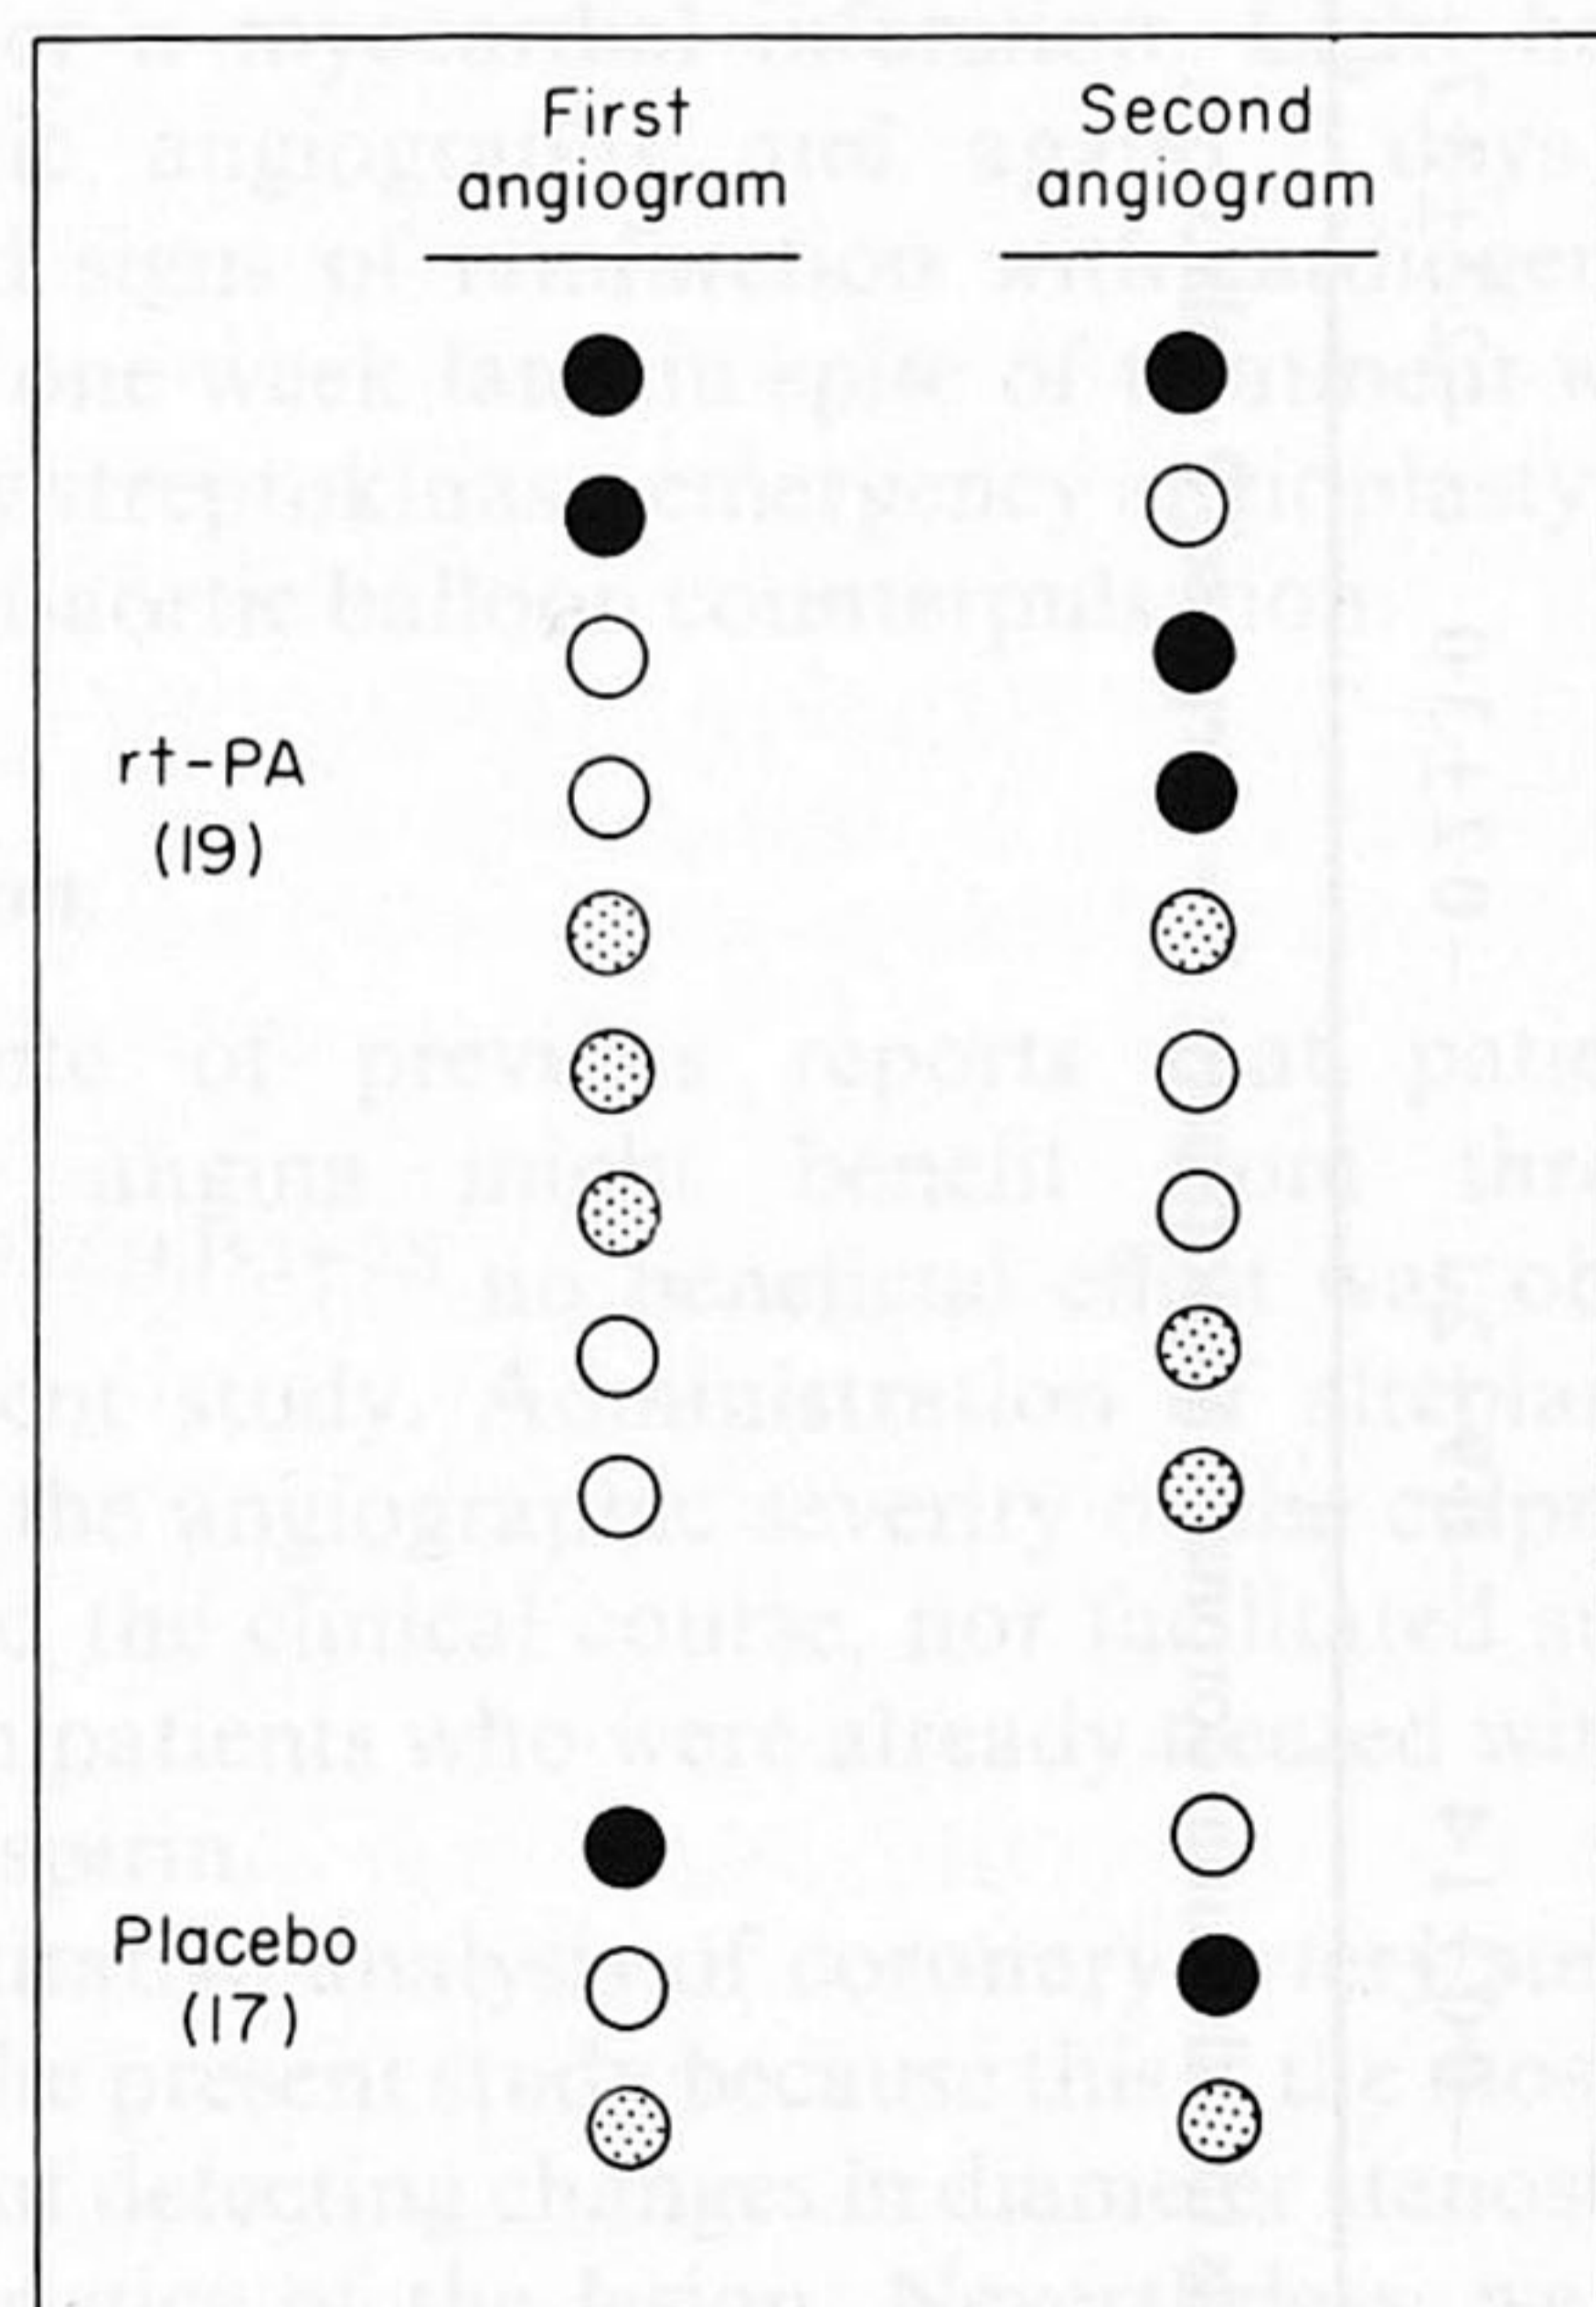 First
angiogram
Second
angiogram
rt-PA
(19)
Placebo
(17)